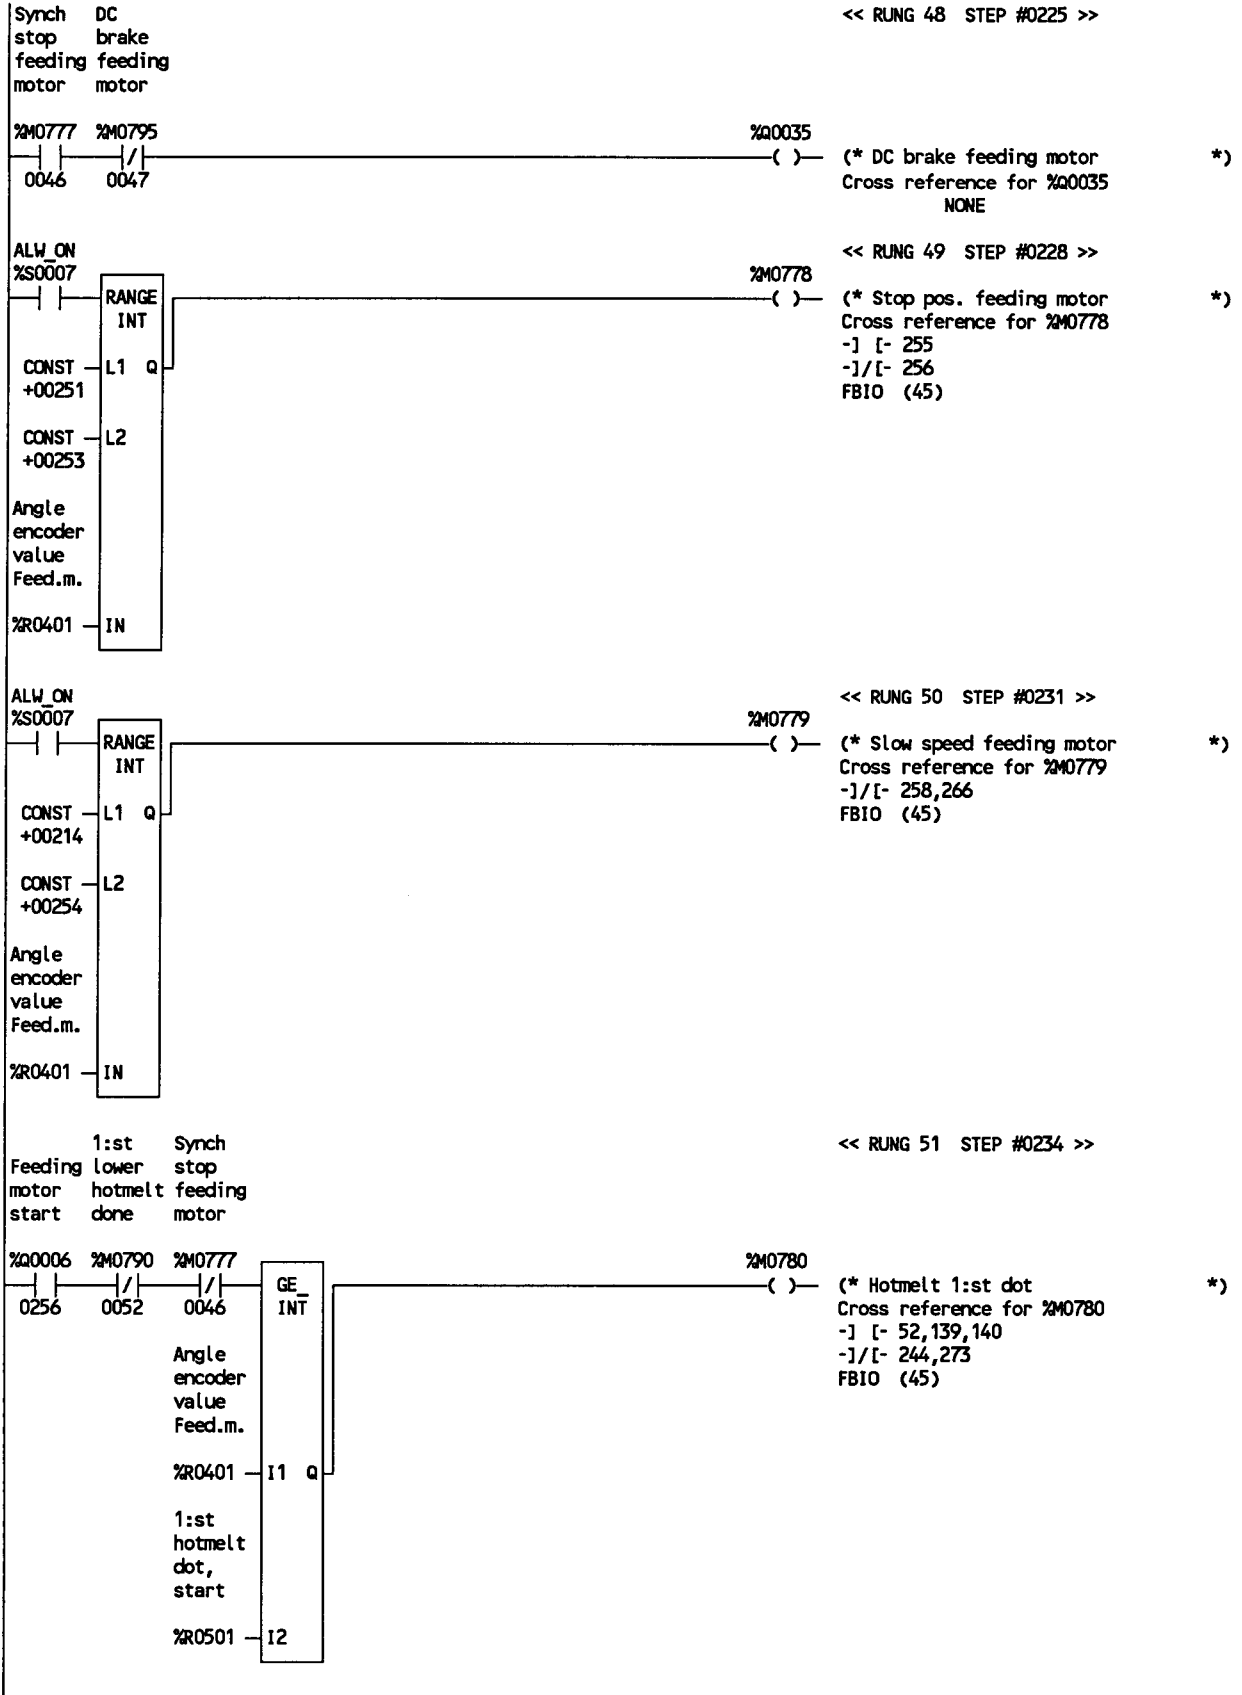 Synch DC << RUNG 48 STEP #0225 >>
stop brake
feeding feeding
motor motor
%M0777 %M0795 %Q0035
--| |-- --|/|-- --( )-- (* DC brake feeding motor *)
0046 0047 Cross reference for %Q0035
NONE
ALW_ON << RUNG 49 STEP #0228 >>
%S0007 %M0778
RANGE ( ) (* Stop pos. feeding motor *)
INT Cross reference for %M0778
-] [- 255
CONST L1 Q -]/[- 256
+00251 FBIO (45)
CONST L2
+00253
Angle
encoder
value
Feed.m.
%R0401 IN
ALW_ON << RUNG 50 STEP #0231 >>
%S0007 %M0779
RANGE ( ) (* Slow speed feeding motor *)
INT Cross reference for %M0779
-]/[- 258,266
CONST L1 Q FBIO (45)
+00214
CONST L2
+00254
Angle
encoder
value
Feed.m.
%R0401 IN
1:st Synch << RUNG 51 STEP #0234 >>
Feeding lower stop
motor hotmelt feeding
start done motor
%Q0006 %M0790 %M0777 %M0780
GE_ ( ) (* Hotmelt 1:st dot *)
0256 0052 0046 INT Cross reference for %M0780
-] [- 52,139,140
Angle -]/[- 244,273
encoder FBIO (45)
value
Feed.m.
%R0401 I1 Q
1:st
hotmelt
dot,
start
%R0501 I2